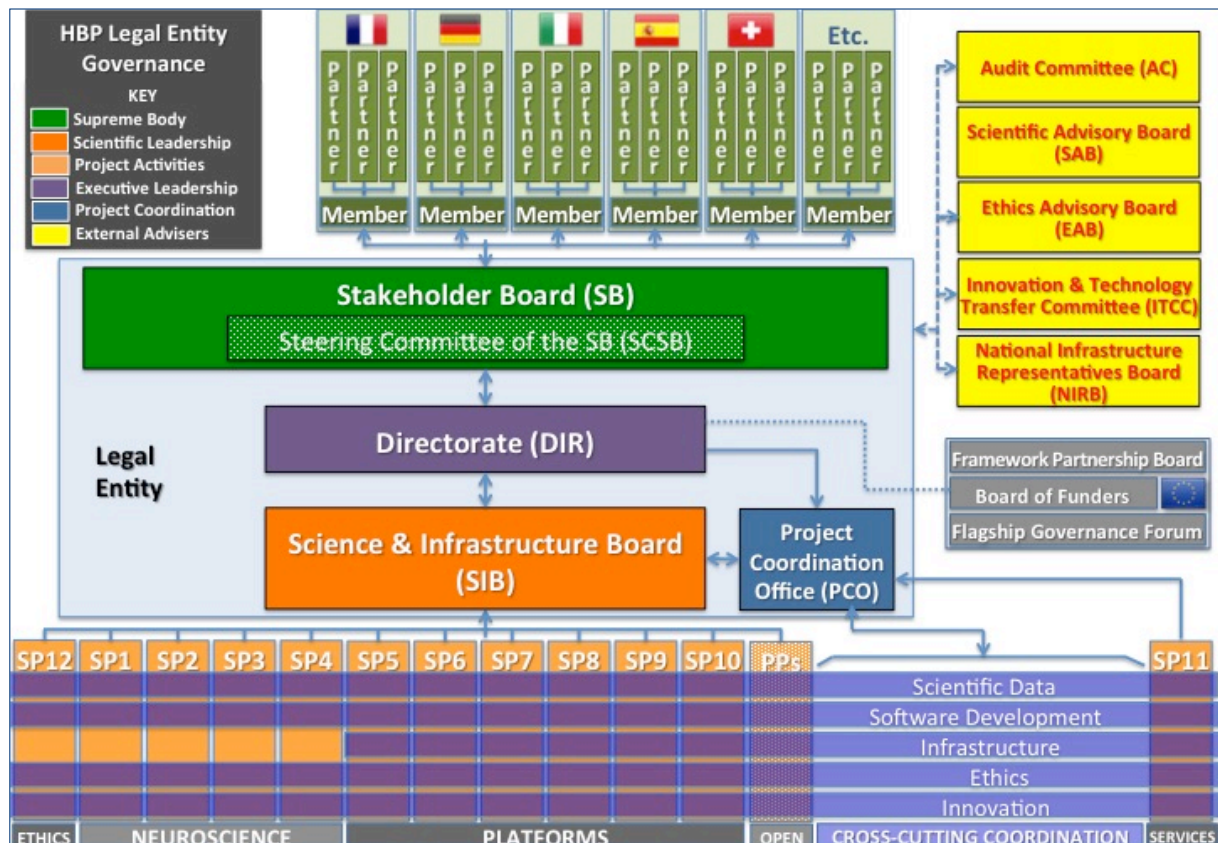 HBP Legal Entity
Governance
KEY
Supreme Body
Scientific Leadership
Project Activities
Executive Leadership
Project Coordination
External Advisers
Etc.
Partner Partner Partner Partner Partner Partner Partner Partner Partner Partner Partner Partner Partner Partner Partner Partner Partner Partner
Member Member Member Member Member Member
Audit Committee (AC)
Scientific Advisory Board
(SAB)
Ethics Advisory Board
(EAB)
Innovation & Technology
Transfer Committee (ITCC)
National Infrastructure
Representatives Board
(NIRB)
Stakeholder Board (SB)
Steering Committee of the SB (SCSB)
Directorate (DIR)
Legal
Entity
Science & Infrastructure Board
(SIB)
Project
Coordination
Office (PCO)
Framework Partnership Board
Board of Funders
Flagship Governance Forum
SP12 SP1 SP2 SP3 SP4 SP5 SP6 SP7 SP8 SP9 SP10 PPs SP11
Scientific Data
Software Development
Infrastructure
Ethics
Innovation
ETHICS NEUROSCIENCE PLATFORMS OPEN CROSS-CUTTING COORDINATION SERVICES